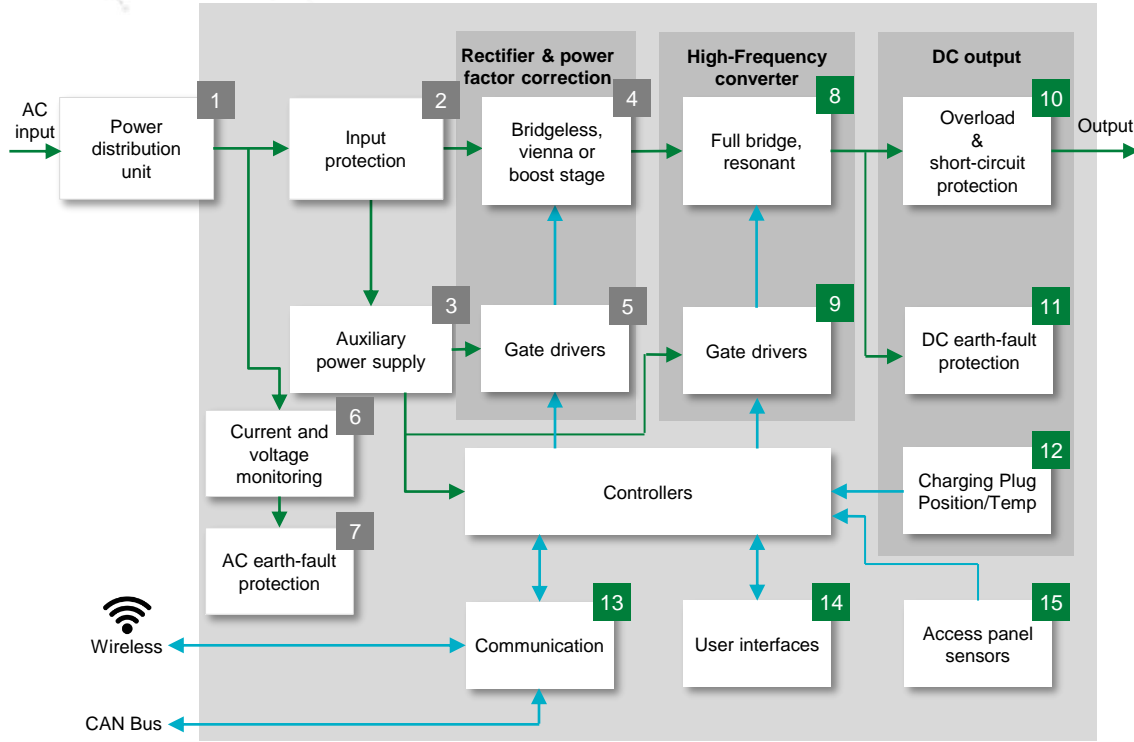 Rectifier & power
factor correction
High-Frequency
converter
DC output
AC
input
1
Power
distribution
unit
2
Input
protection
4
Bridgeless,
vienna or
boost stage
8
Full bridge,
resonant
10
Overload
&
short-circuit
protection
Output
3
Auxiliary
power supply
5
Gate drivers
9
Gate drivers
11
DC earth-fault
protection
6
Current and
voltage
monitoring
Controllers
12
Charging Plug
Position/Temp
7
AC earth-fault
protection
13
Communication
14
User interfaces
15
Access panel
sensors
Wireless
CAN Bus